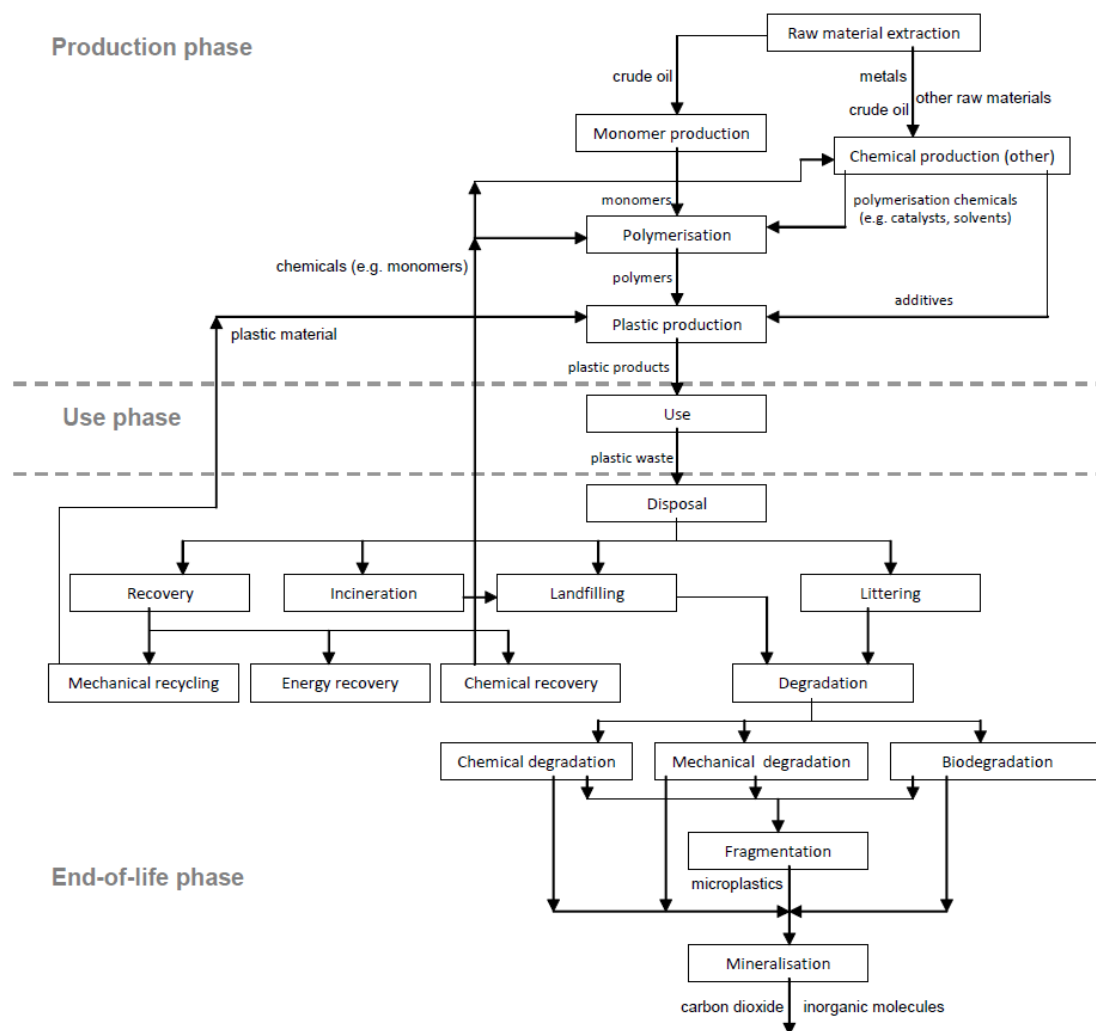 Production phase
Raw material extraction
crude oil
metals
other raw materials
crude oil
Monomer production
Chemical production (other)
monomers
polymerisation chemicals
(e.g. catalysts, solvents)
Polymerisation
chemicals (e.g. monomers)
polymers
additives
Plastic production
plastic material
plastic products
Use phase
Use
plastic waste
Disposal
Recovery
Incineration
Landfilling
Littering
Mechanical recycling
Energy recovery
Chemical recovery
Degradation
Chemical degradation
Mechanical degradation
Biodegradation
Fragmentation
End-of-life phase
microplastics
Mineralisation
carbon dioxide
inorganic molecules